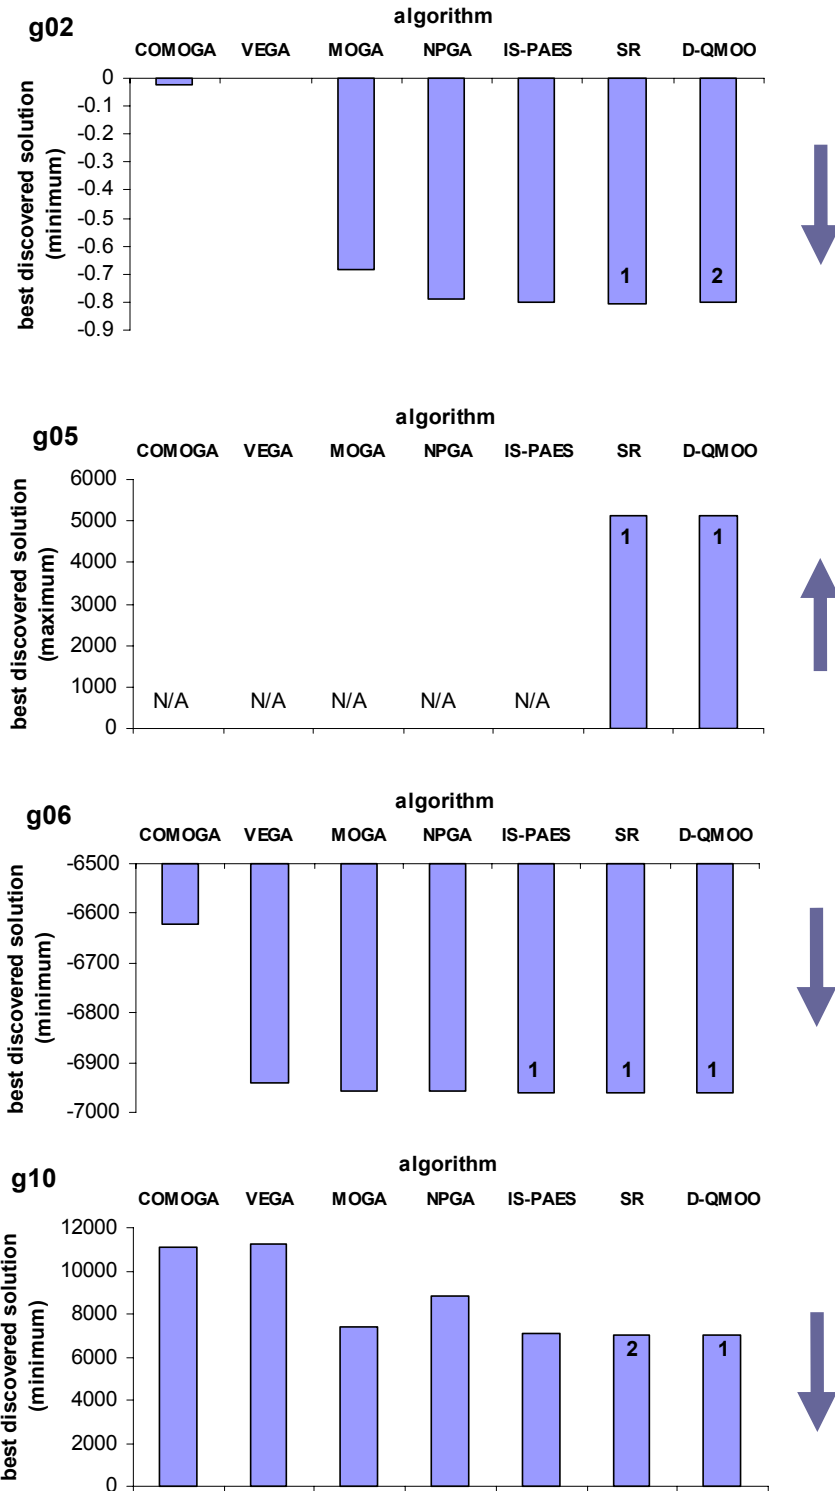 algorithm
g02
COMOGA VEGA MOGA NPGA IS-PAES SR D-QMOO
best discovered solution
(minimum)
0
-0.1
-0.2
-0.3
-0.4
-0.5
-0.6
-0.7
-0.8
-0.9
1 2
algorithm
g05
COMOGA VEGA MOGA NPGA IS-PAES SR D-QMOO
best discovered solution
(maximum)
6000
5000
4000
3000
2000
1000
0
1 1
N/A N/A N/A N/A N/A
algorithm
g06
COMOGA VEGA MOGA NPGA IS-PAES SR D-QMOO
best discovered solution
(minimum)
-6500
-6600
-6700
-6800
-6900
-7000
1 1 1
algorithm
g10
COMOGA VEGA MOGA NPGA IS-PAES SR D-QMOO
best discovered solution
(minimum)
12000
10000
8000
6000
4000
2000
0
2 1